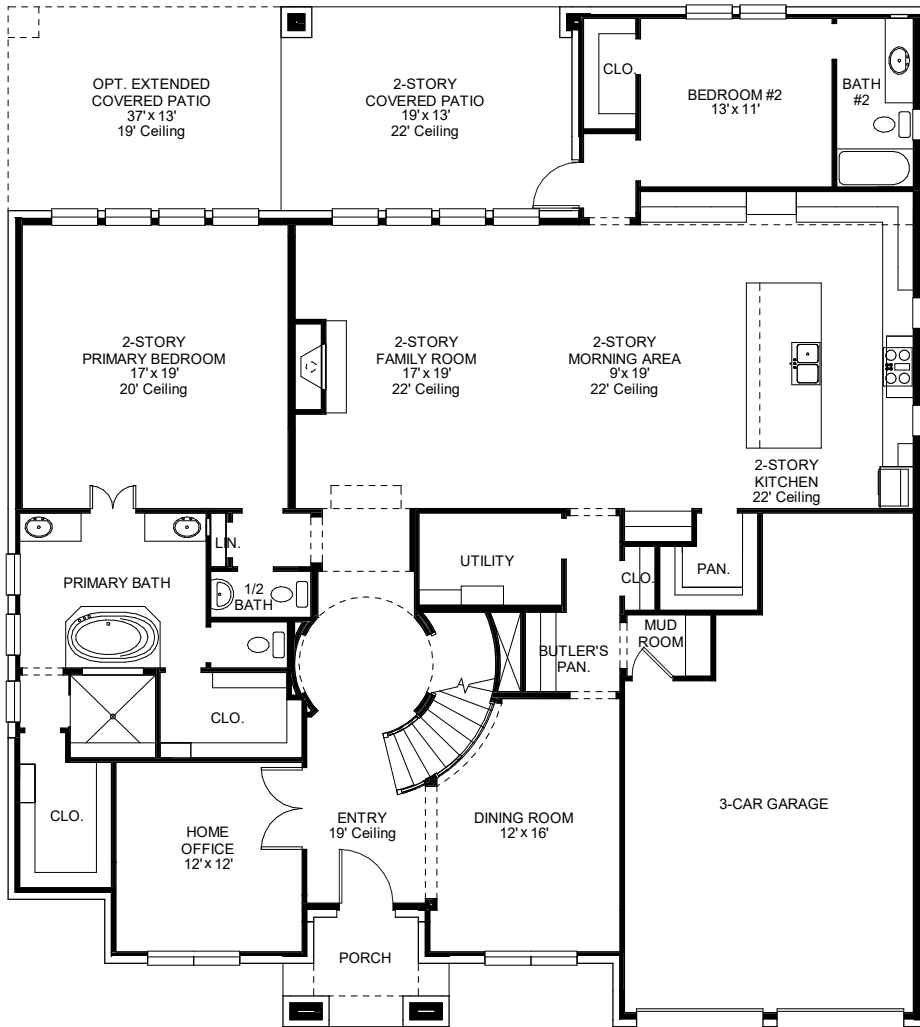 OPT. EXTENDED
COVERED PATIO
37' x 13'
19' Ceiling
2-STORY
COVERED PATIO
19' x 13'
22' Ceiling
CLO.
BEDROOM #2
13' x 11'
BATH
#2
2-STORY
PRIMARY BEDROOM
17' x 19'
20' Ceiling
2-STORY
FAMILY ROOM
17' x 19'
22' Ceiling
2-STORY
MORNING AREA
9' x 19'
22' Ceiling
2-STORY
KITCHEN
22' Ceiling
LIN.
UTILITY
PRIMARY BATH
1/2
BATH
CLO.
PAN.
MUD
ROOM
BUTLER'S
PAN.
CLO.
CLO.
HOME
OFFICE
12' x 12'
ENTRY
19' Ceiling
DINING ROOM
12' x 16'
3-CAR GARAGE
PORCH